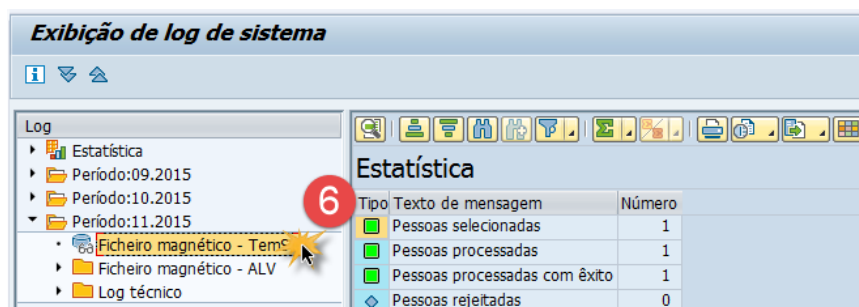 Exibição de log de sistema
Log
Estatística
Período:09.2015
Período:10.2015
Período:11.2015
Ficheiro magnético - TemS
Ficheiro magnético - ALV
Log técnico
6
Estatística
Tipo Texto de mensagem Número
Pessoas selecionadas 1
Pessoas processadas 1
Pessoas processadas com êxito 1
Pessoas rejeitadas 0